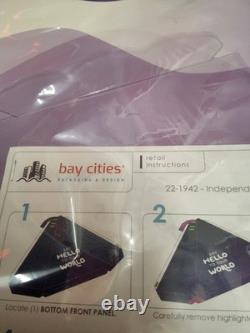 bay cities®
PACKAGING & DESIGN
retail
instructions
22-1942 - Independ
1
2
HELLO
WORLD
HELLO
WORLD
Locate (1) BOTTOM FRONT PANEL.
Carefully remove highlight